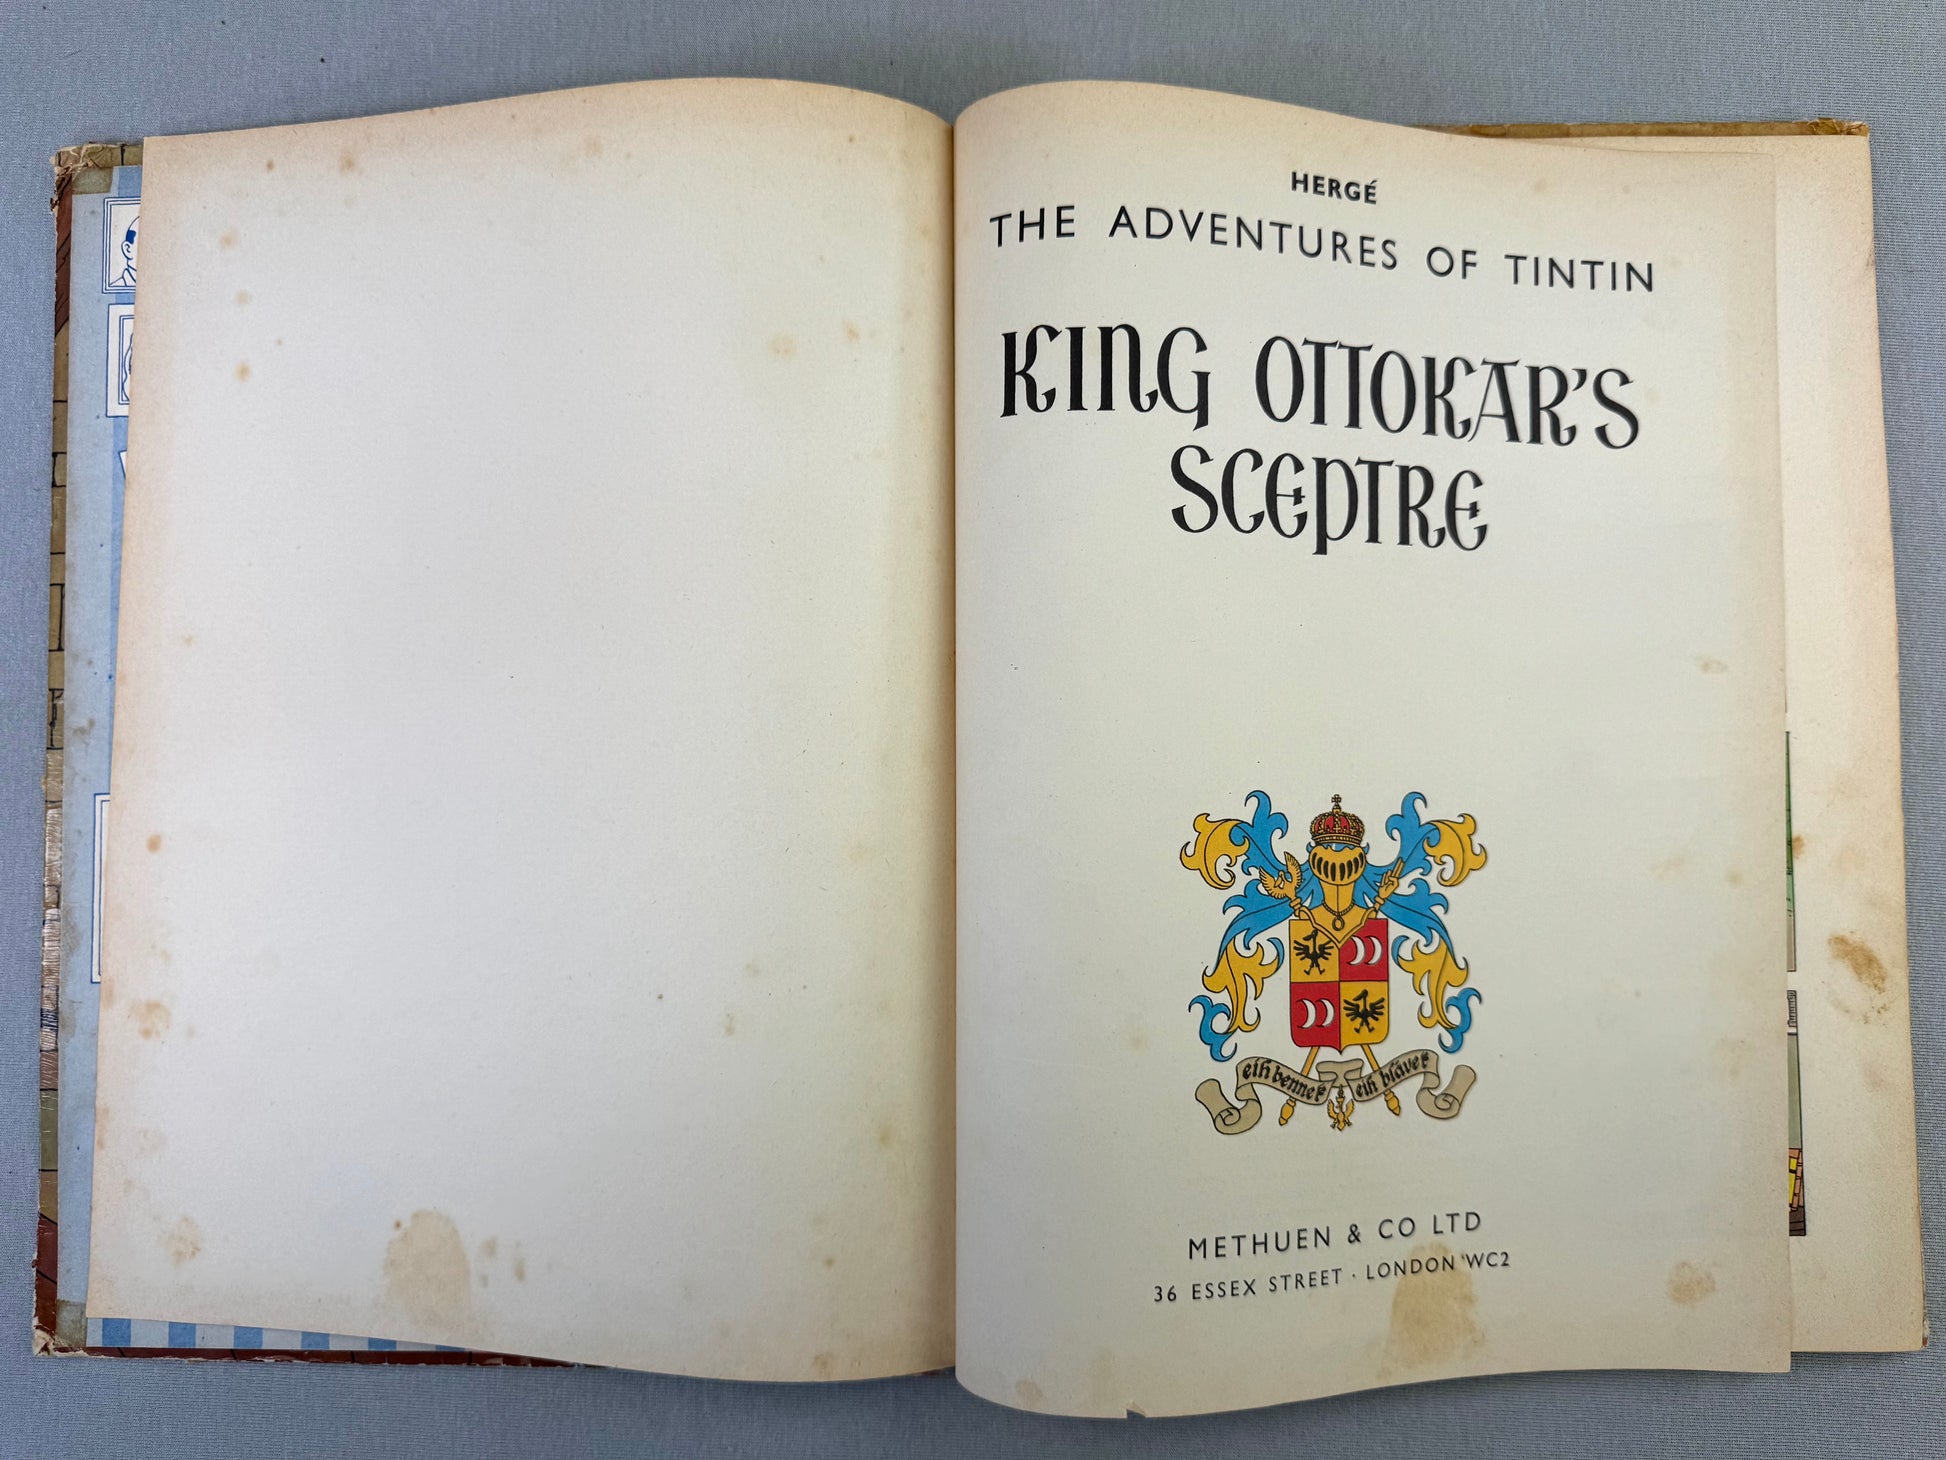 HERGÉ
THE ADVENTURES OF TINTIN
KING OTTOKAR'S
SCEPTRE
eih bennek eih blávek
METHUEN & CO LTD
36 ESSEX STREET · LONDON WC2